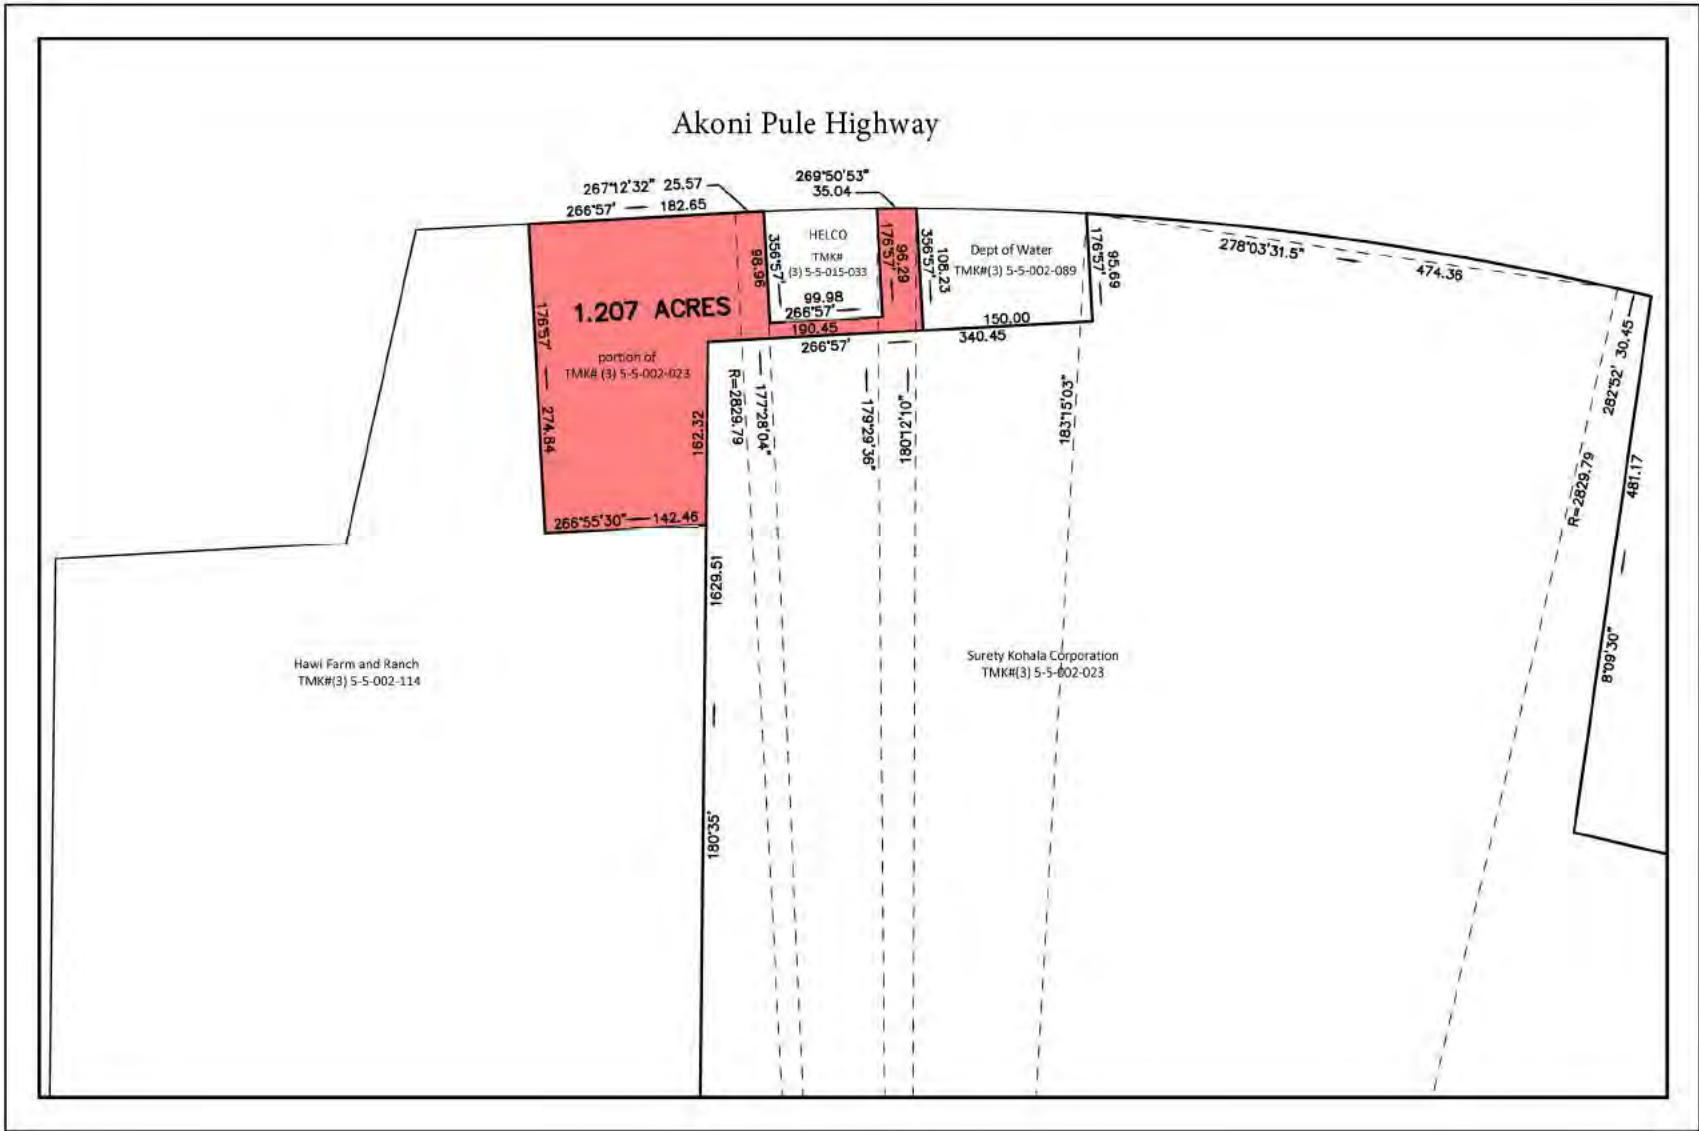 Akoni Pule Highway
267°12'32" 25.57
266°57' 182.65
269°50'53"
35.04
98.96
356°57'
HELCO
TMK#
(3) 5-5-015-033
99.98
266°57'
176°57'
96.29
356°57'
108.23
Dept of Water
TMK#(3) 5-5-002-089
150.00
176°57'
95.69
278°03'31.5"
474.36
1.207 ACRES
portion of
TMK# (3) 5-5-002-023
176°57'
274.84
190.45
266°57'
340.45
162.32
266°55'30" 142.46
R=2829.79
177°28'04"
179°29'36"
180°12'10"
183°15'03"
282°52' 30.45
R=2829.79
481.17
8°09'30"
1629.51
180°35'
Hawi Farm and Ranch
TMK#(3) 5-5-002-114
Surety Kohala Corporation
TMK#(3) 5-5-002-023